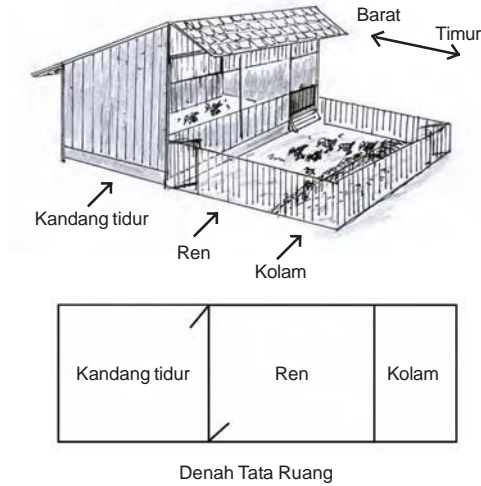 Barat
Timur
Kandang tidur
Ren
Kolam
Kandang tidur
Ren
Kolam
Denah Tata Ruang